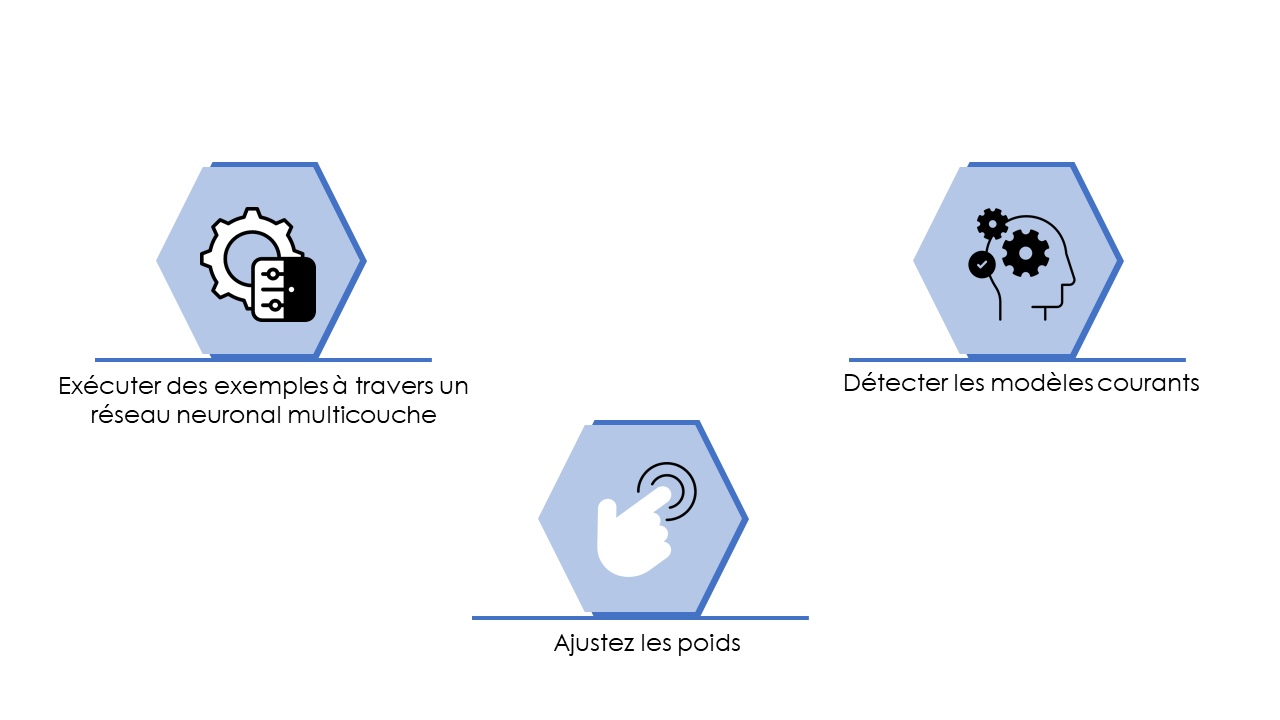 Exécuter des exemples à travers un
réseau neuronal multicouche
Détecter les modèles courants
Ajustez les poids